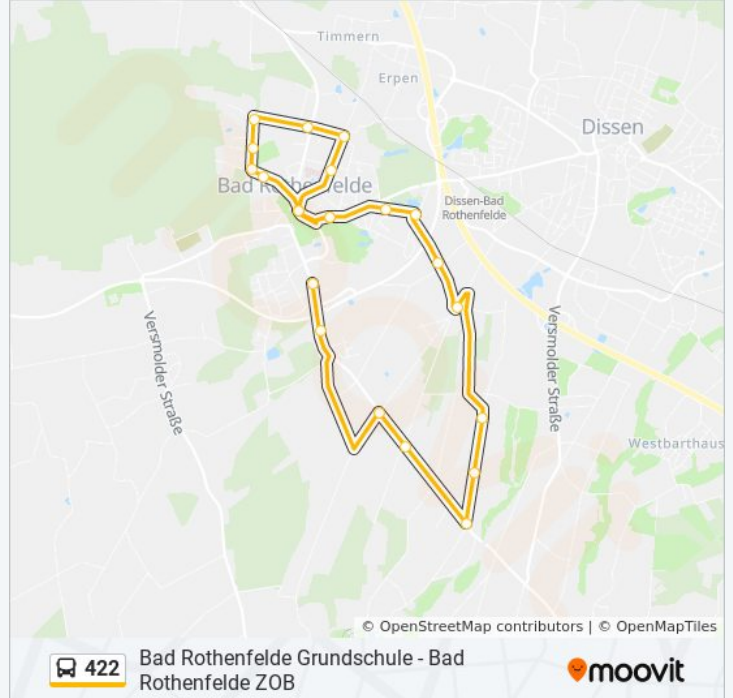 Timmern
Erpen
Dissen
Bad Rothenfelde
Dissen-Bad
Rothenfelde
Versmolder Straße
Versmolder Straße
Westbarthaus
© OpenStreetMap contributors | © OpenMapTiles
422
Bad Rothenfelde Grundschule - Bad
Rothenfelde ZOB
moovit